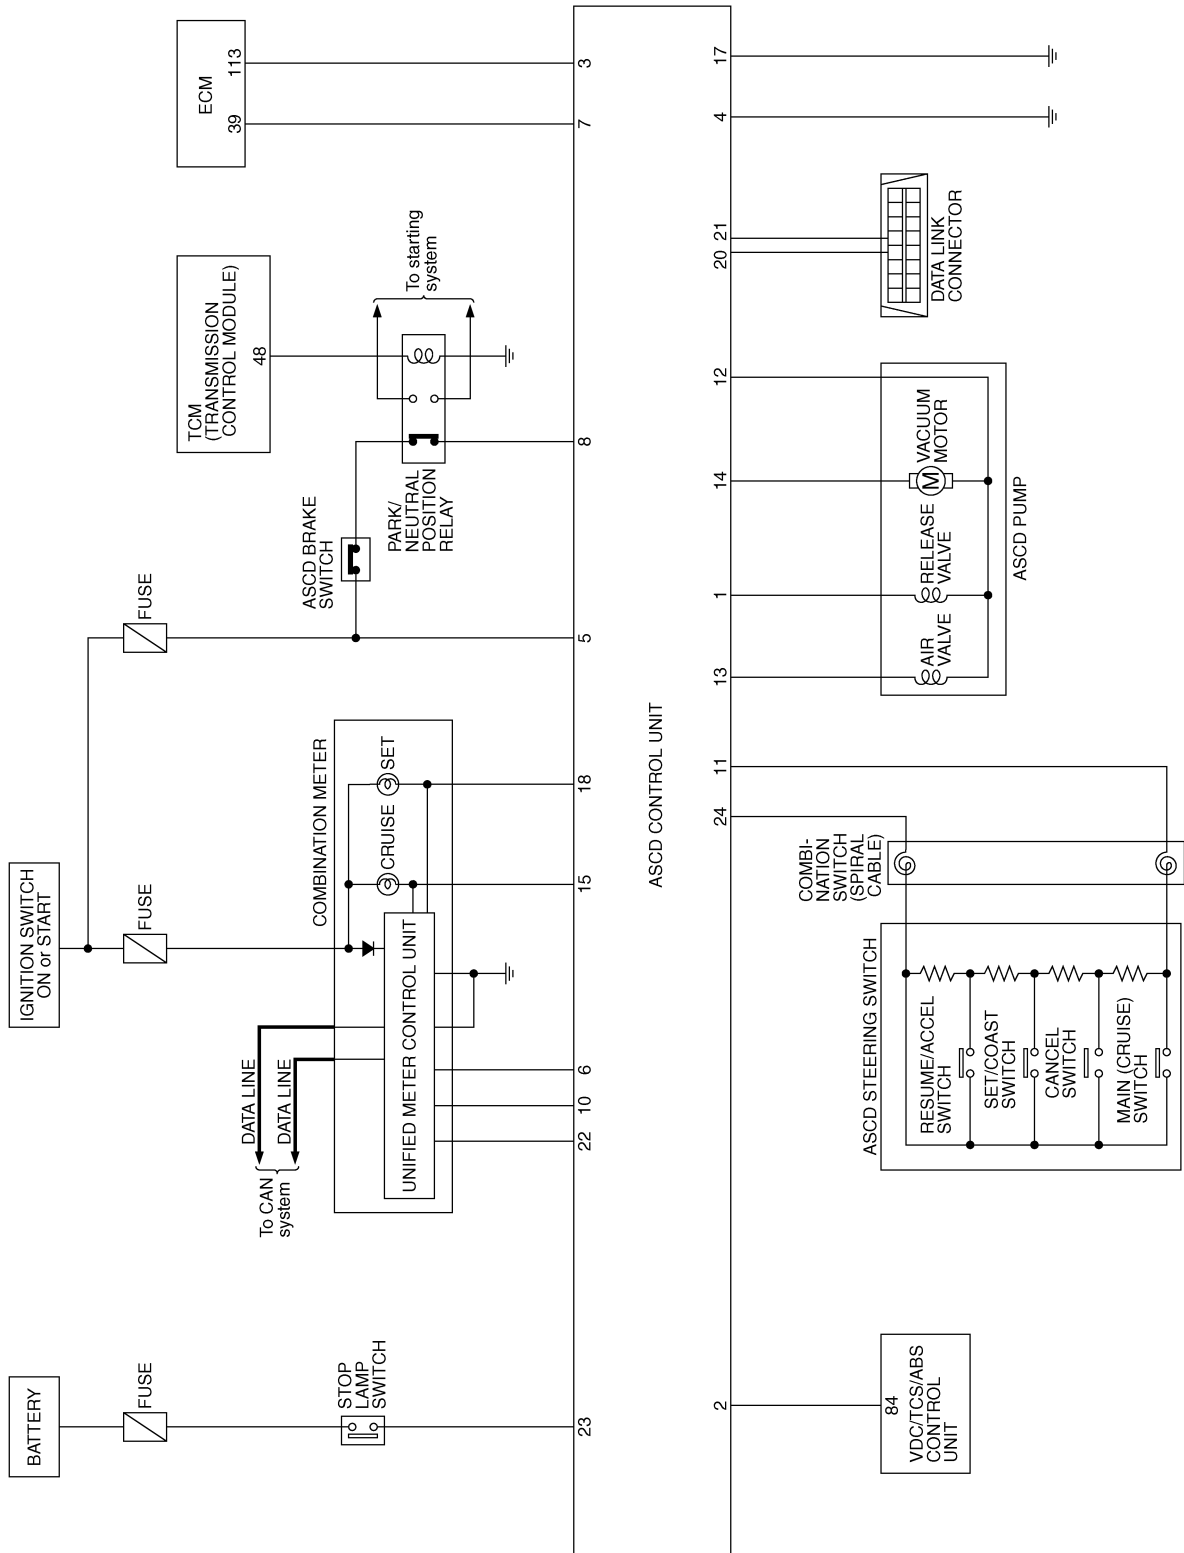 IGNITION SWITCH
ON or START
BATTERY
FUSE
FUSE
FUSE
ECM
113
39
TCM
(TRANSMISSION
CONTROL MODULE)
48
To starting
system
PARK/
NEUTRAL
POSITION
RELAY
ASCD BRAKE
SWITCH
COMBINATION METER
SET
CRUISE
UNIFIED METER CONTROL UNIT
DATA LINE
DATA LINE
To CAN
system
STOP
LAMP
SWITCH
23
22
10
6
15
18
5
8
7
3
ASCD CONTROL UNIT
2
24
11
13
1
14
12
20
21
4
17
84
VDC/TCS/ABS
CONTROL
UNIT
COMBI-
NATION
SWITCH
(SPIRAL
CABLE)
ASCD STEERING SWITCH
RESUME/ACCEL
SWITCH
SET/COAST
SWITCH
CANCEL
SWITCH
MAIN (CRUISE)
SWITCH
AIR
VALVE
RELEASE
VALVE
VACUUM
MOTOR
M
ASCD PUMP
DATA LINK
CONNECTOR